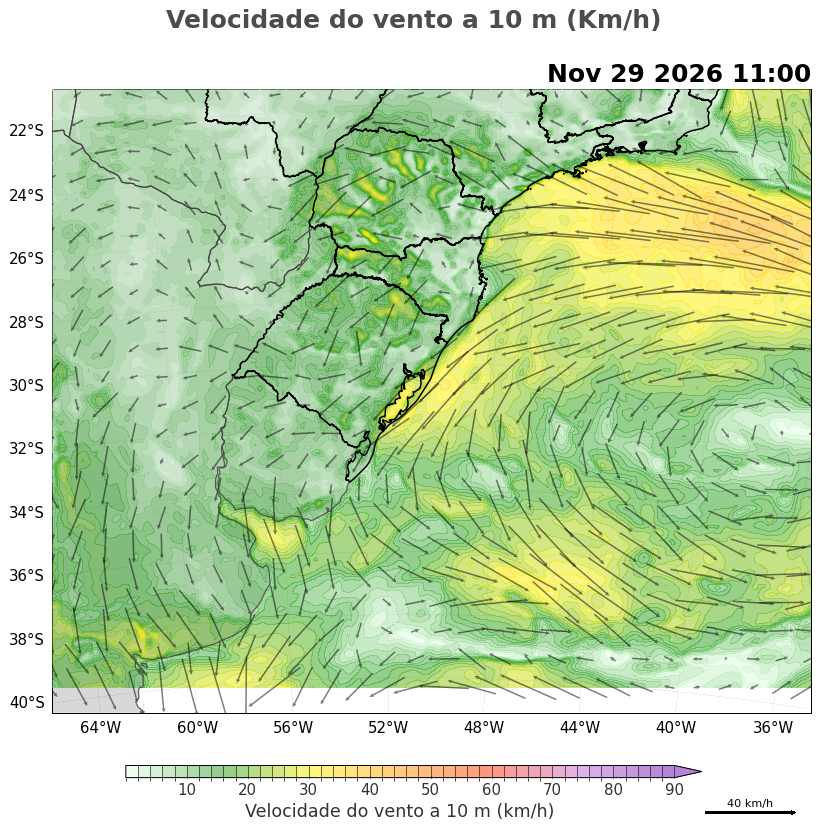 Velocidade do vento a 10 m (Km/h)
Nov 29 2026 11:00
22°S
24°S
26°S
28°S
30°S
32°S
34°S
36°S
38°S
40°S
64°W 60°W 56°W 52°W 48°W 44°W 40°W 36°W
10 20 30 40 50 60 70 80 90
Velocidade do vento a 10 m (km/h)
40 km/h